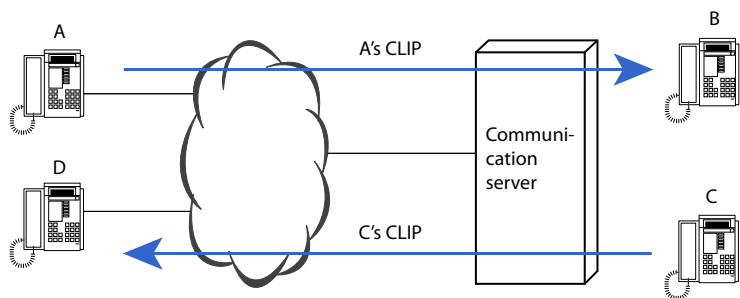 A
A's CLIP
B
Communi-
cation
server
D
C's CLIP
C